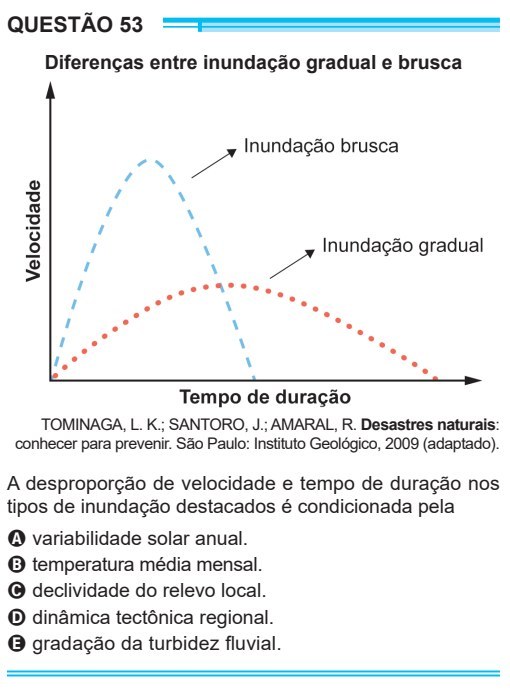 QUESTÃO 53
Diferenças entre inundação gradual e brusca
Inundação brusca
Inundação gradual
Velocidade
Tempo de duração
TOMINAGA, L. K.; SANTORO, J.; AMARAL, R. Desastres naturais:
conhecer para prevenir. São Paulo: Instituto Geológico, 2009 (adaptado).
A desproporção de velocidade e tempo de duração nos
tipos de inundação destacados é condicionada pela
A variabilidade solar anual.
B temperatura média mensal.
C declividade do relevo local.
D dinâmica tectônica regional.
E gradação da turbidez fluvial.